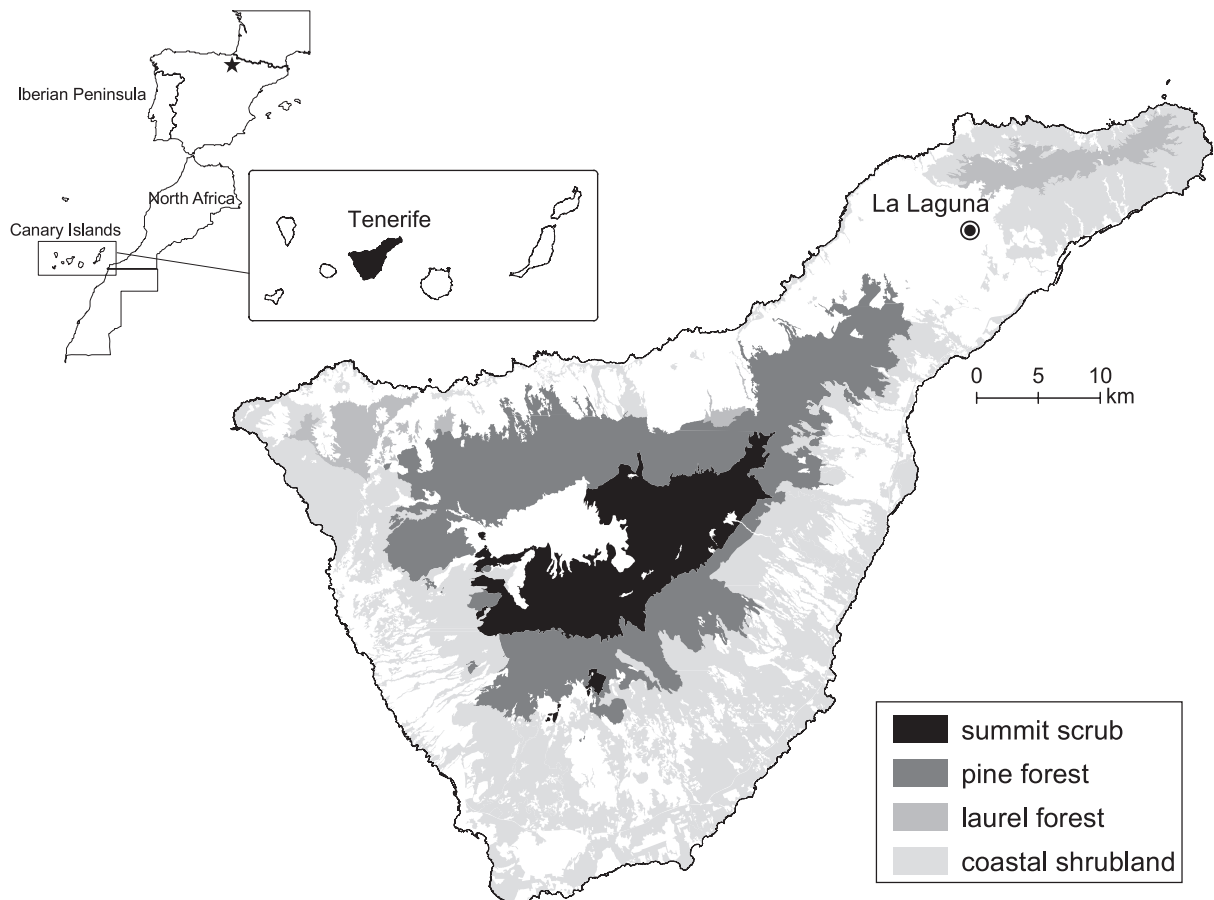 Iberian Peninsula
North Africa
Canary Islands
Tenerife
La Laguna
0 5 10
km
summit scrub
pine forest
laurel forest
coastal shrubland